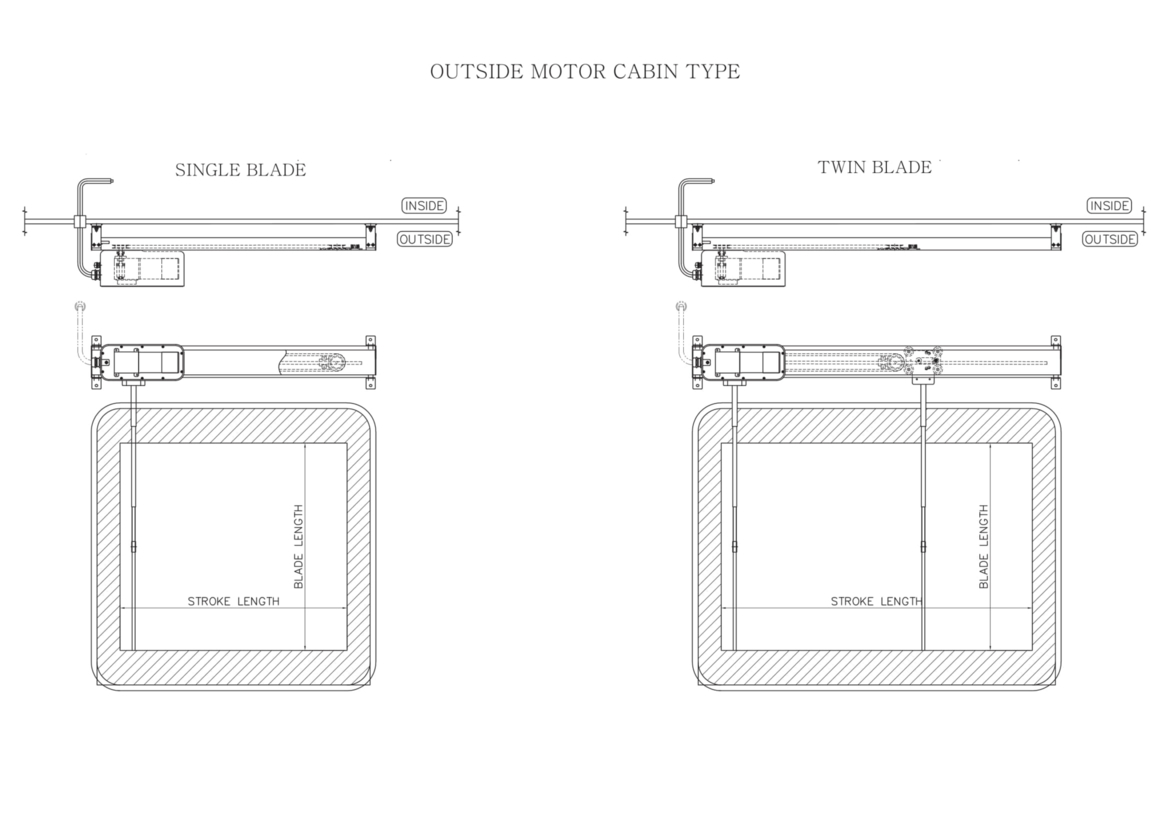 OUTSIDE MOTOR CABIN TYPE
SINGLE BLADE
INSIDE
OUTSIDE
BLADE LENGTH
STROKE LENGTH
TWIN BLADE
INSIDE
OUTSIDE
BLADE LENGTH
STROKE LENGTH